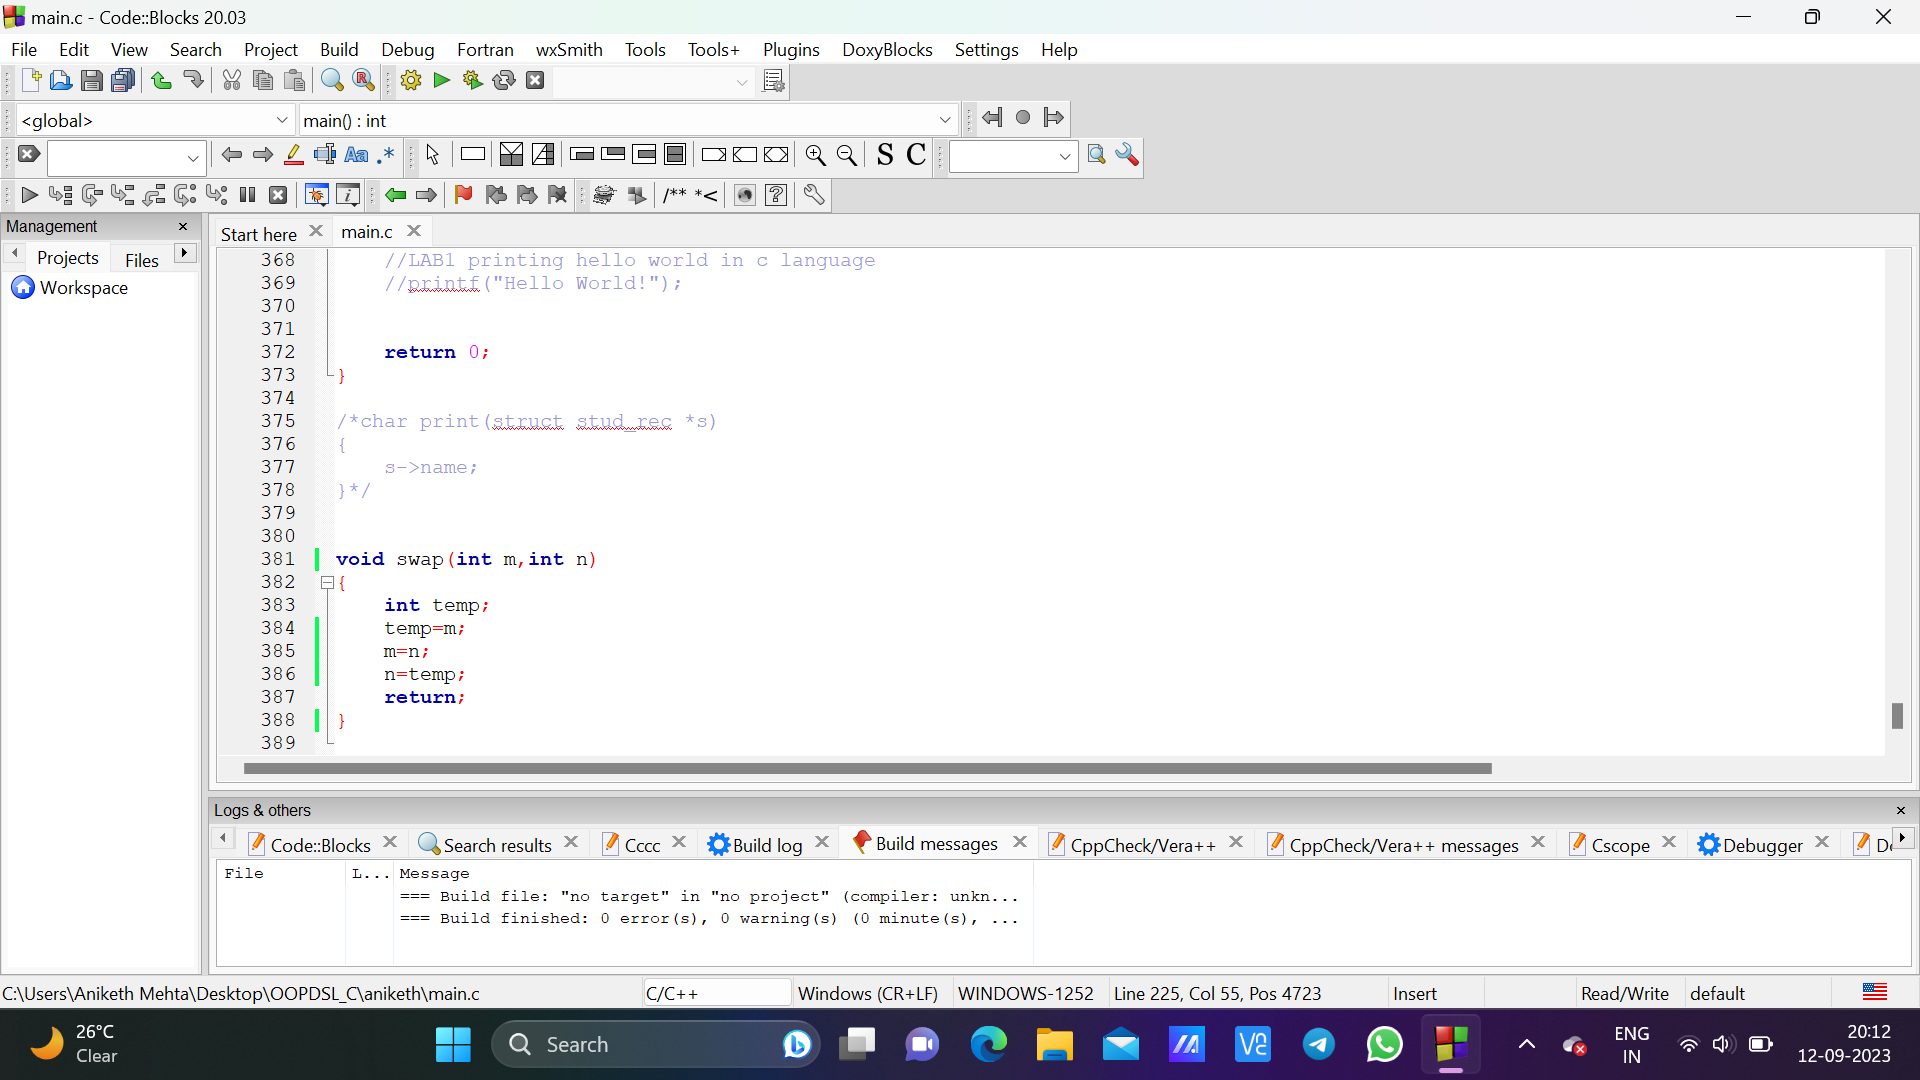 main.c - Code::Blocks 20.03
File Edit View Search Project Build Debug Fortran wxSmith Tools Tools+ Plugins DoxyBlocks Settings Help
<global> main() : int
Aa .* S C
/** *<
Management
Projects Files
Workspace
Start here main.c
368 //LAB1 printing hello world in c language
369 //printf("Hello World!");
370
371
372 return 0;
373 }
374
375 /*char print(struct stud_rec *s)
376 {
377 s->name;
378 }*/
379
380
381 void swap(int m,int n)
382 {
383 int temp;
384 temp=m;
385 m=n;
386 n=temp;
387 return;
388 }
389
Logs & others
Code::Blocks Search results Cccc Build log Build messages CppCheck/Vera++ CppCheck/Vera++ messages Cscope Debugger
File L... Message
=== Build file: "no target" in "no project" (compiler: unkn...
=== Build finished: 0 error(s), 0 warning(s) (0 minute(s), ...
C:\Users\Aniketh Mehta\Desktop\OOPDSL_C\aniketh\main.c C/C++ Windows (CR+LF) WINDOWS-1252 Line 225, Col 55, Pos 4723 Insert Read/Write default
26°C
Clear
Search
ENG
IN
20:12
12-09-2023